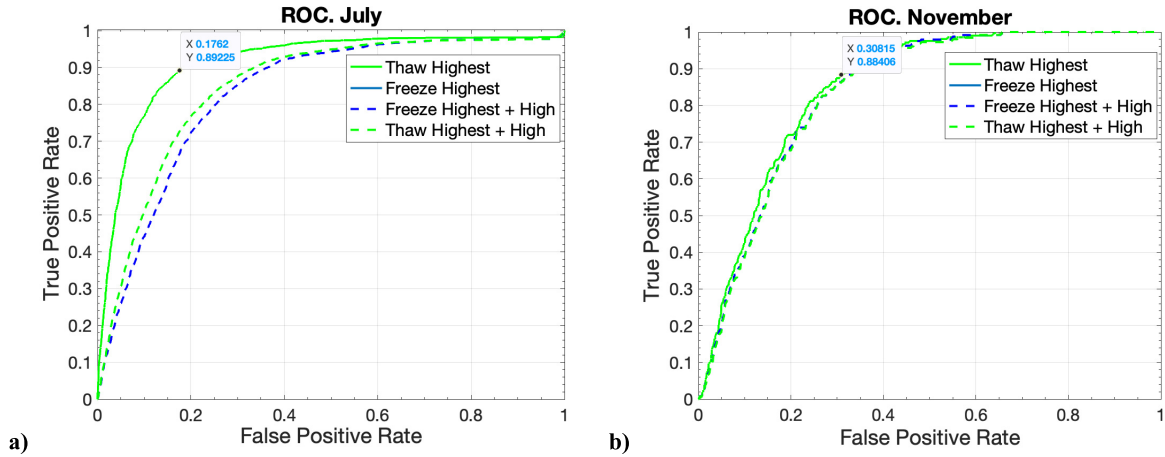 ROC. July
X 0.1762
Y 0.89225
Thaw Highest
Freeze Highest
Freeze Highest + High
Thaw Highest + High
True Positive Rate
1
0.9
0.8
0.7
0.6
0.5
0.4
0.3
0.2
0.1
0
0 0.2 0.4 0.6 0.8 1
False Positive Rate
a)
ROC. November
X 0.30815
Y 0.88406
Thaw Highest
Freeze Highest
Freeze Highest + High
Thaw Highest + High
True Positive Rate
1
0.9
0.8
0.7
0.6
0.5
0.4
0.3
0.2
0.1
0
0 0.2 0.4 0.6 0.8 1
False Positive Rate
b)